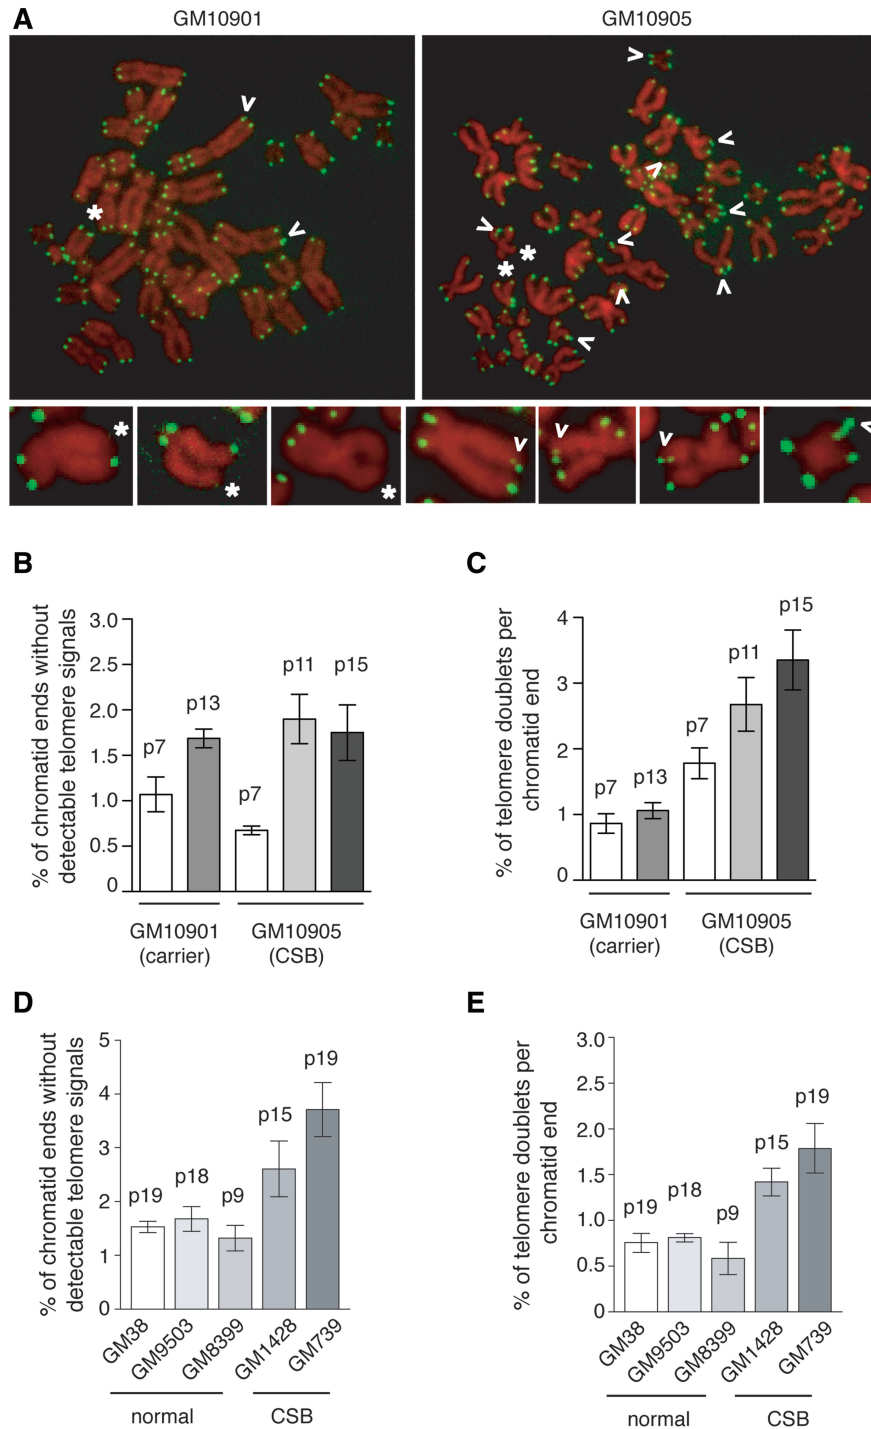 A
GM10901
GM10905
B
% of chromatid ends without
detectable telomere signals
3.0
2.5
2.0
1.5
1.0
0.5
0
p7
p13
p7
p11
p15
GM10901
(carrier)
GM10905
(CSB)
C
% of telomere doublets per
chromatid end
4
3
2
1
0
p7
p13
p7
p11
p15
GM10901
(carrier)
GM10905
(CSB)
D
% of chromatid ends without
detectable telomere signals
5
4
3
2
1
0
p19
p18
p9
p15
p19
GM38
GM9503
GM8399
GM1428
GM739
normal
CSB
E
% of telomere doublets per
chromatid end
3.0
2.5
2.0
1.5
1.0
0.5
0
p19
p18
p9
p15
p19
GM38
GM9503
GM8399
GM1428
GM739
normal
CSB